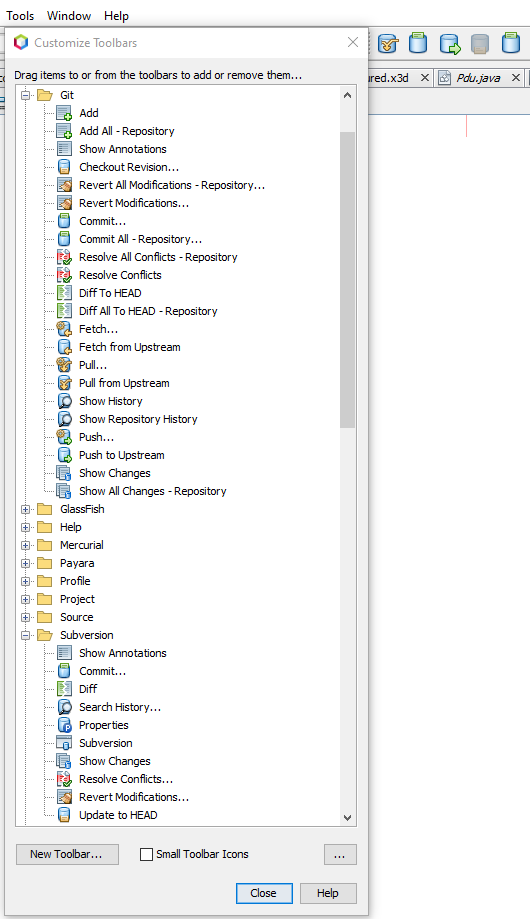 Tools Window Help
Customize Toolbars
Drag items to or from the toolbars to add or remove them...
ured.x3d Pdu.java
Git
Add
Add All - Repository
Show Annotations
Checkout Revision...
Revert All Modifications - Repository...
Revert Modifications...
Commit...
Commit All - Repository...
Resolve All Conflicts - Repository
Resolve Conflicts
Diff To HEAD
Diff All To HEAD - Repository
Fetch...
Fetch from Upstream
Pull...
Pull from Upstream
Show History
Show Repository History
Push...
Push to Upstream
Show Changes
Show All Changes - Repository
GlassFish
Help
Mercurial
Payara
Profile
Project
Source
Subversion
Show Annotations
Commit...
Diff
Search History...
Properties
Subversion
Show Changes
Resolve Conflicts...
Revert Modifications...
Update to HEAD
New Toolbar... Small Toolbar Icons ...
Close Help